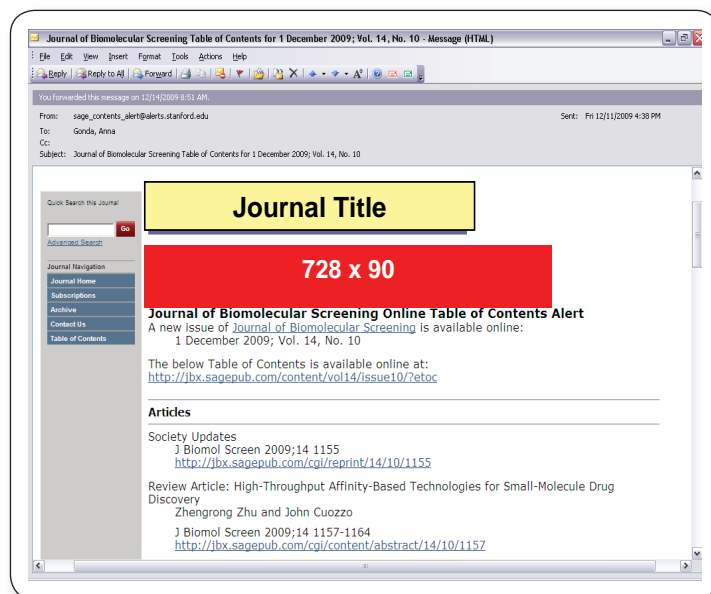 Journal of Biomolecular Screening Table of Contents for 1 December 2009; Vol. 14, No. 10 - Message (HTML)
File Edit View Insert Format Tools Actions Help
Reply Reply to All Forward
You forwarded this message on 12/14/2009 8:51 AM.
From: sage_contents_alert@alerts.stanford.edu Sent: Fri 12/11/2009 4:38 PM
To: Gonda, Anna
Cc:
Subject: Journal of Biomolecular Screening Table of Contents for 1 December 2009; Vol. 14, No. 10
Quick Search this Journal
Go
Advanced Search
Journal Navigation
Journal Home
Subscriptions
Archive
Contact Us
Table of Contents
Journal Title
728 x 90
Journal of Biomolecular Screening Online Table of Contents Alert
A new issue of Journal of Biomolecular Screening is available online:
1 December 2009; Vol. 14, No. 10
The below Table of Contents is available online at:
http://jbx.sagepub.com/content/vol14/issue10/?etoc
Articles
Society Updates
J Biomol Screen 2009;14 1155
http://jbx.sagepub.com/cgi/reprint/14/10/1155
Review Article: High-Throughput Affinity-Based Technologies for Small-Molecule Drug
Discovery
Zhengrong Zhu and John Cuozzo
J Biomol Screen 2009;14 1157-1164
http://jbx.sagepub.com/cgi/content/abstract/14/10/1157